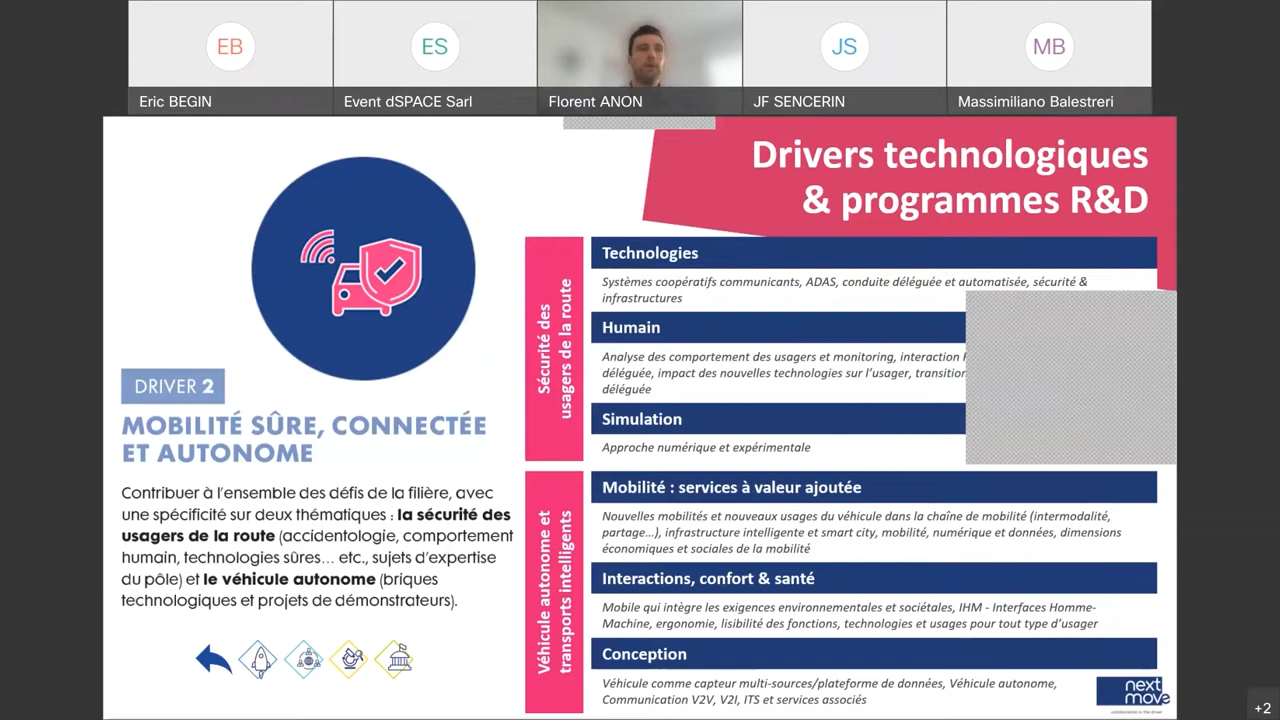 EB
ES
JS
MB
Eric BEGIN
Event dSPACE Sarl
Florent ANON
JF SENCERIN
Massimiliano Balestreri
Drivers technologiques
& programmes R&D
DRIVER 2
MOBILITÉ SÛRE, CONNECTÉE
ET AUTONOME
Contribuer à l'ensemble des défis de la filière, avec
une spécificité sur deux thématiques : la sécurité des
usagers de la route (accidentologie, comportement
humain, technologies sûres... etc., sujets d'expertise
du pôle) et le véhicule autonome (briques
technologiques et projets de démonstrateurs).
Sécurité des
usagers de la route
Technologies
Systèmes coopératifs communicants, ADAS, conduite déléguée et automatisée, sécurité &
infrastructures
Humain
Analyse des comportement des usagers et monitoring, interaction
déléguée, impact des nouvelles technologies sur l'usager, transition
déléguée
Simulation
Approche numérique et expérimentale
Véhicule autonome et
transports intelligents
Mobilité : services à valeur ajoutée
Nouvelles mobilités et nouveaux usages du véhicule dans la chaîne de mobilité (intermodalité,
partage...), infrastructure intelligente et smart city, mobilité, numérique et données, dimensions
économiques et sociales de la mobilité
Interactions, confort & santé
Mobile qui intègre les exigences environnementales et sociétales, IHM - Interfaces Homme-
Machine, ergonomie, lisibilité des fonctions, technologies et usages pour tout type d'usager
Conception
Véhicule comme capteur multi-sources/plateforme de données, Véhicule autonome,
Communication V2V, V2I, ITS et services associés
next
move
+2